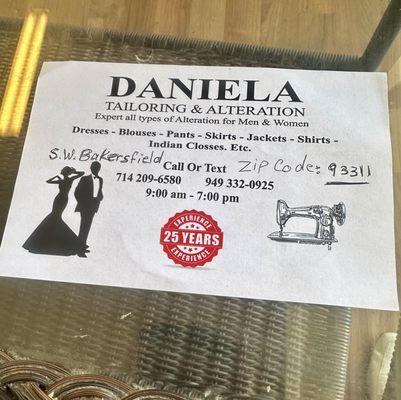 DANIELA
TAILORING & ALTERATION
Expert all types of Alteration for Men & Women
Dresses - Blouses - Pants - Skirts - Jackets - Shirts -
Indian Closses. Etc.
S.W. Bakersfield
Call Or Text
Zip Code: 93311
714 209-6580 949 332-0925
9:00 am - 7:00 pm
EXPERIENCE
25 YEARS
EXPERIENCE